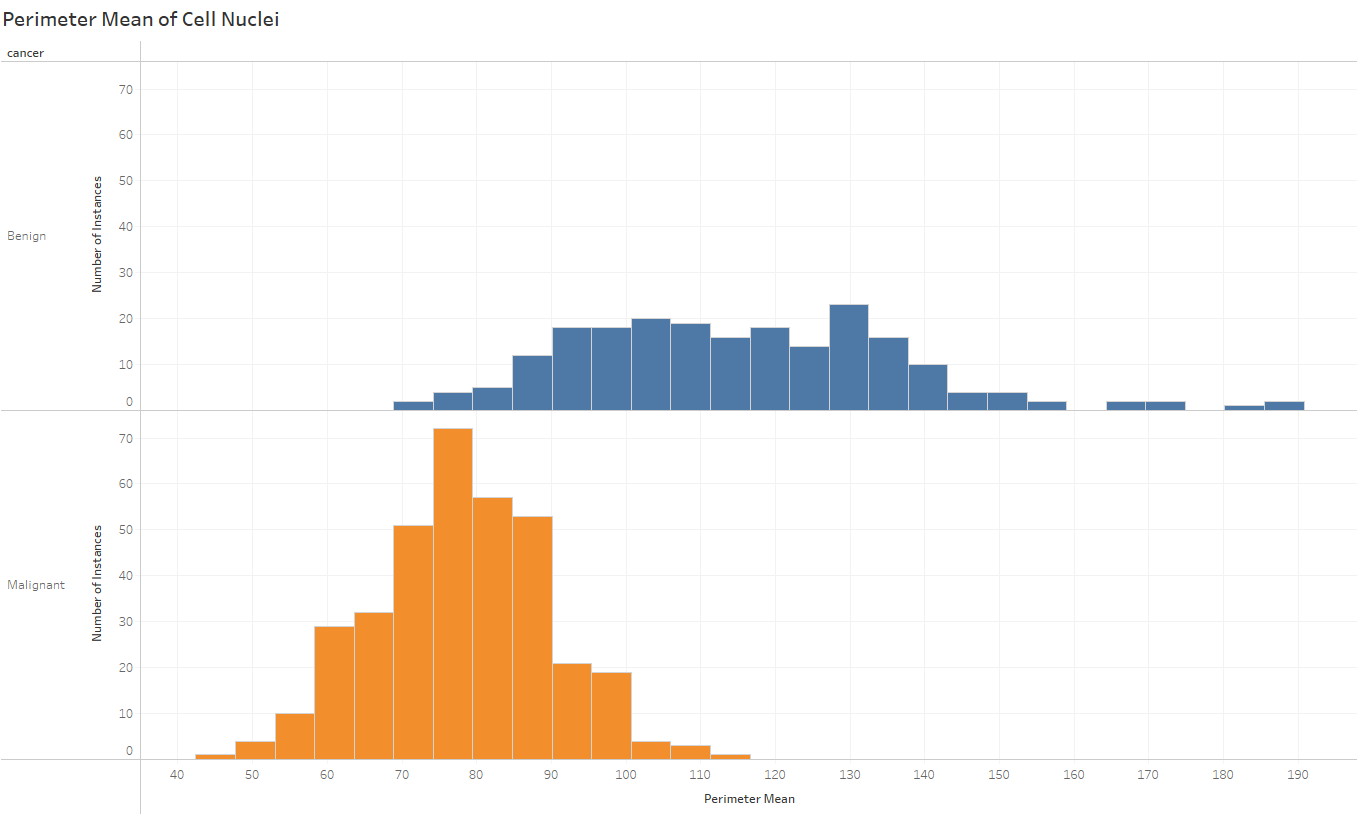 Perimeter Mean of Cell Nuclei
cancer
Benign
Number of Instances
70
60
50
40
30
20
10
0
Malignant
Number of Instances
70
60
50
40
30
20
10
0
40 50 60 70 80 90 100 110 120 130 140 150 160 170 180 190
Perimeter Mean